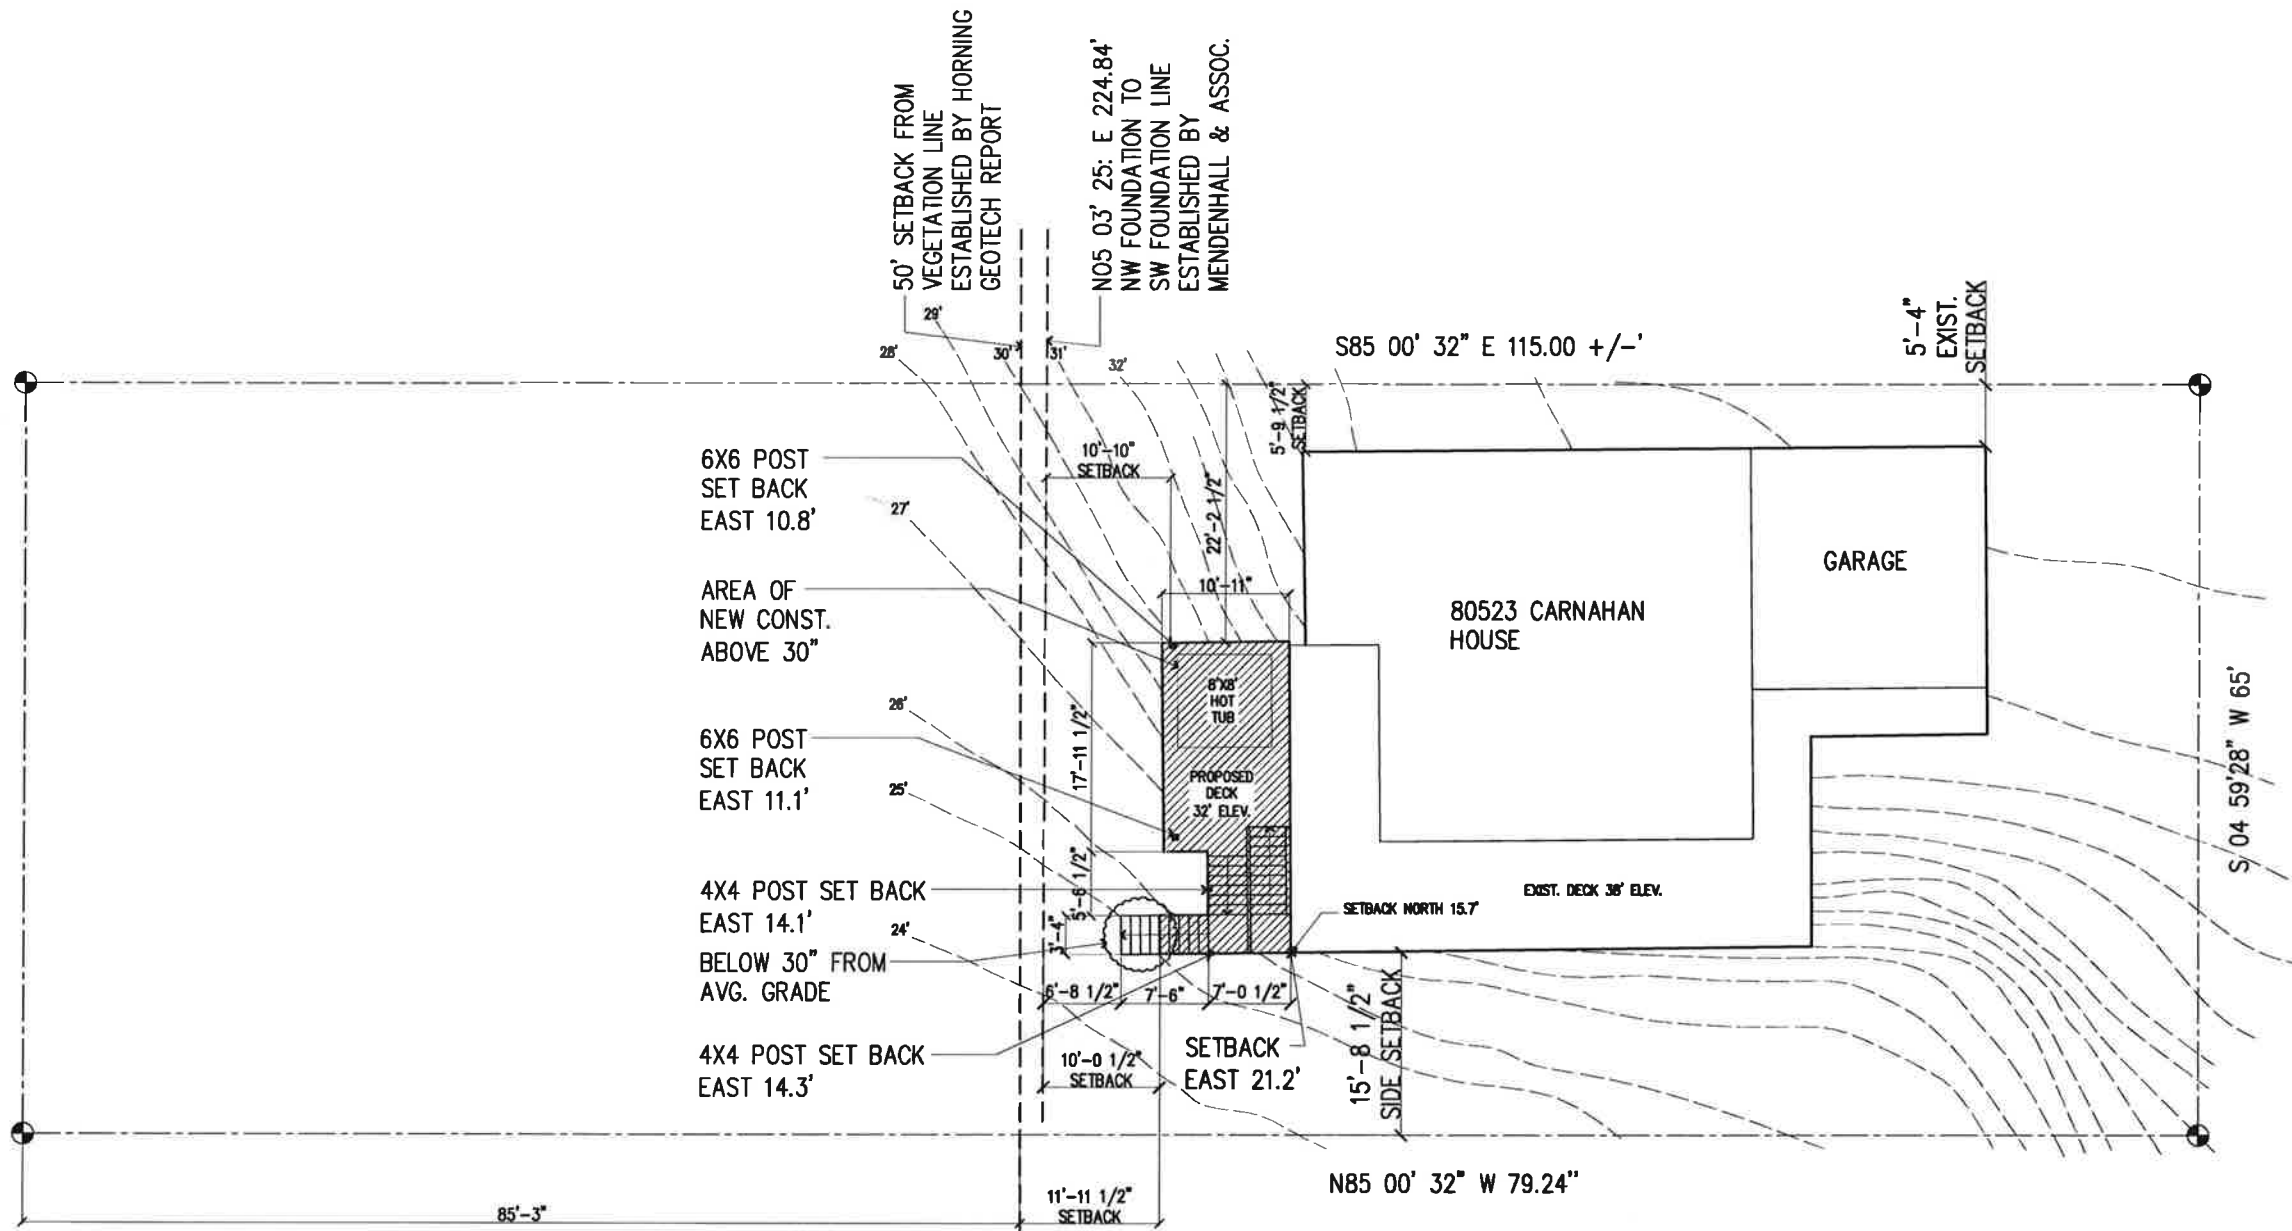 50' SETBACK FROM
VEGETATION LINE
ESTABLISHED BY HORNING
GEOTECH REPORT
N05 03' 25: E 224.84'
NW FOUNDATION TO
SW FOUNDATION LINE
ESTABLISHED BY
MENDENHALL & ASSOC.
5'-4"
EXIST.
SETBACK
S85 00' 32" E 115.00 +/-'
29'
28'
30'
31'
32'
5'-9 1/2"
SETBACK
10'-10"
SETBACK
22'-2 1/2"
6X6 POST
SET BACK
EAST 10.8'
27'
10'-11"
GARAGE
AREA OF
NEW CONST.
ABOVE 30"
80523 CARNAHAN
HOUSE
8'X8'
HOT
TUB
17'-11 1/2"
26'
6X6 POST
SET BACK
EAST 11.1'
PROPOSED
DECK
32' ELEV.
25'
S 04 59'28" W 65'
5'-6 1/2"
4X4 POST SET BACK
EAST 14.1'
EXIST. DECK 38' ELEV.
SETBACK NORTH 15.7'
24'
3'-4"
BELOW 30" FROM
AVG. GRADE
6'-8 1/2"
7'-6"
7'-0 1/2"
15'-8 1/2"
SIDE SETBACK
4X4 POST SET BACK
EAST 14.3'
10'-0 1/2"
SETBACK
SETBACK
EAST 21.2'
N85 00' 32" W 79.24"
11'-11 1/2"
SETBACK
85'-3"